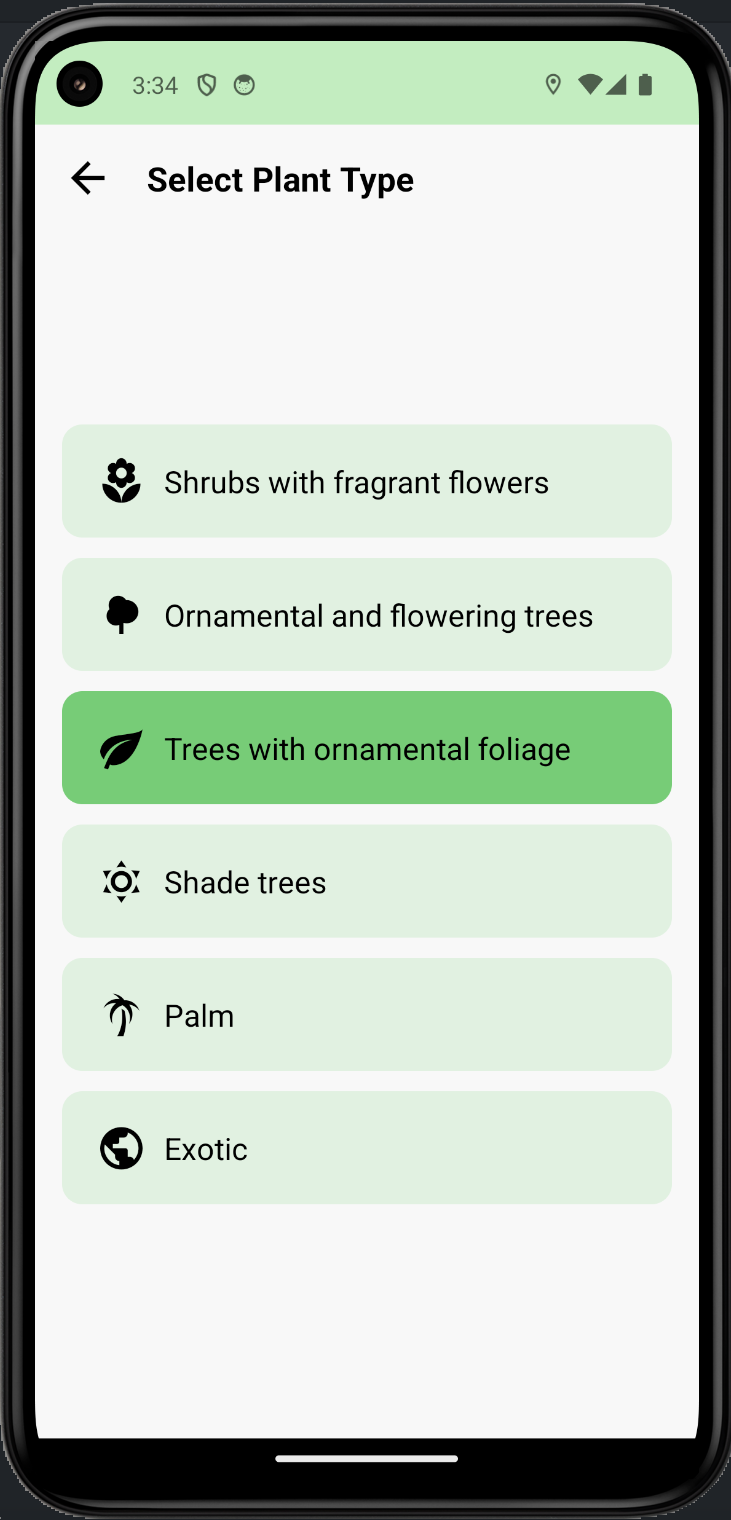 3:34
Select Plant Type
Shrubs with fragrant flowers
Ornamental and flowering trees
Trees with ornamental foliage
Shade trees
Palm
Exotic